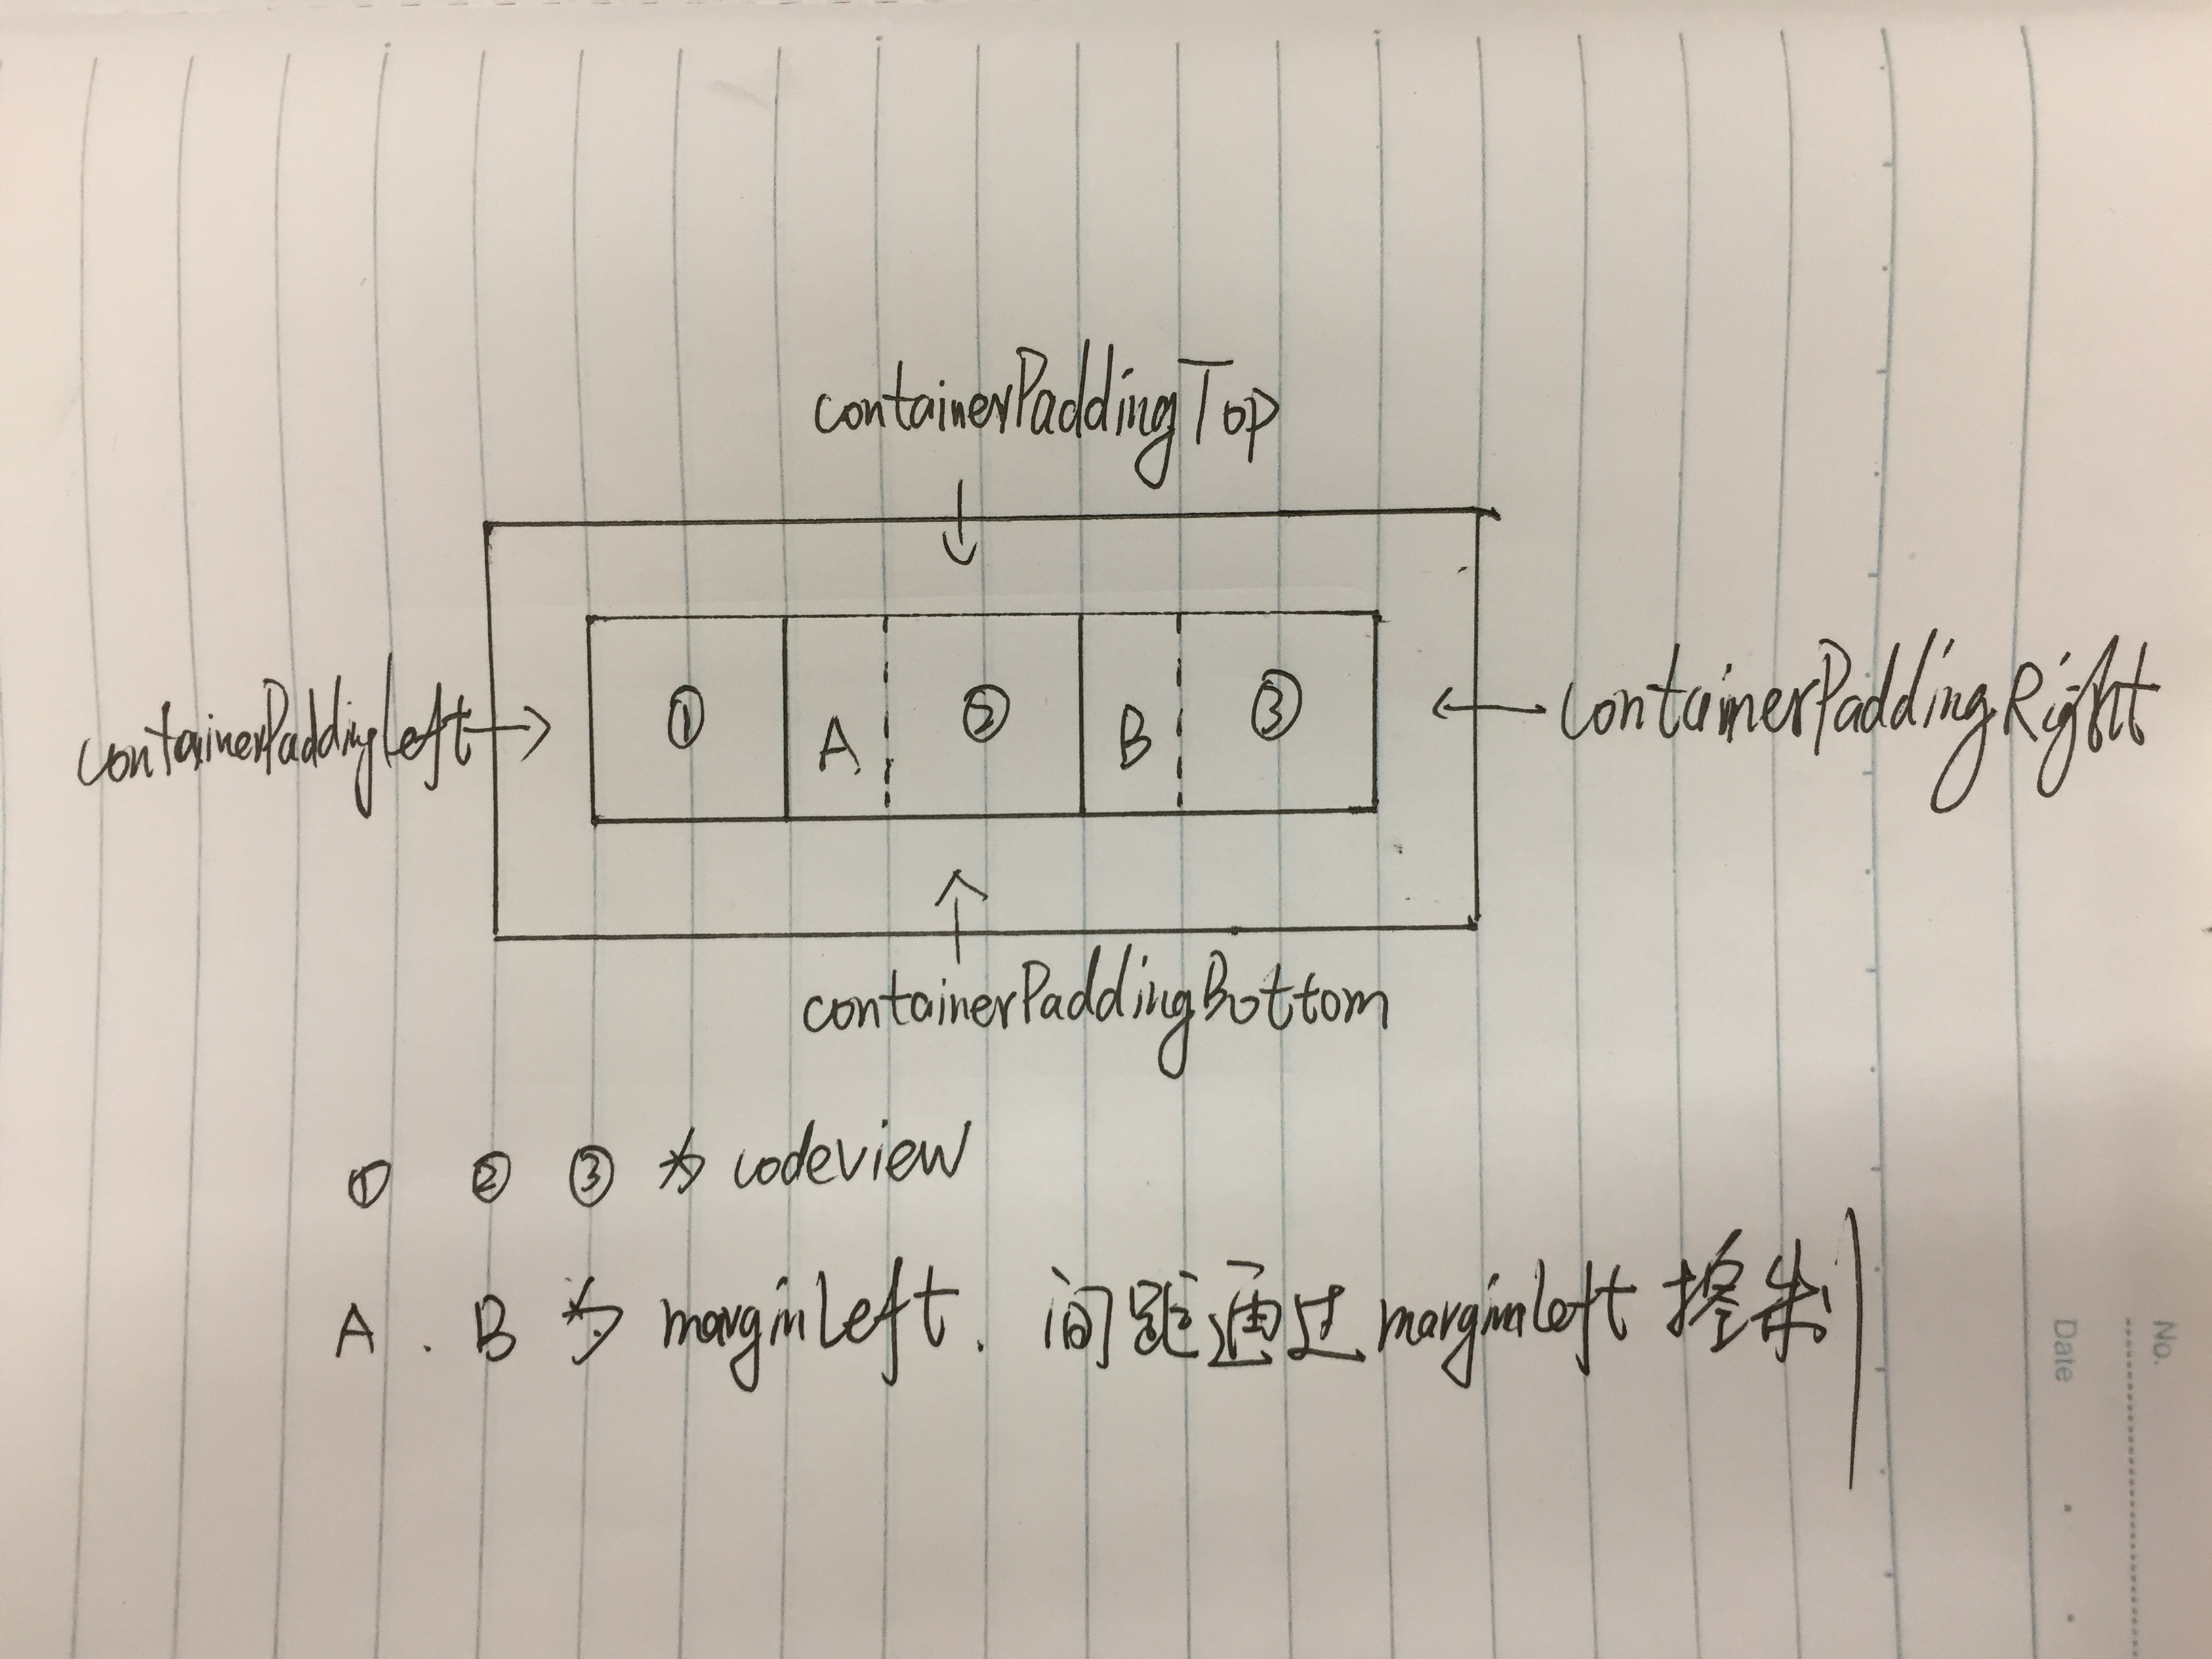 containerPaddingTop
containerPaddingLeft
① A ② B ③
containerPaddingRight
containerPaddingBottom
① ② ③ 为 codeview
A . B 为 marginLeft . 间距通过 marginLeft 控制
No.
Date